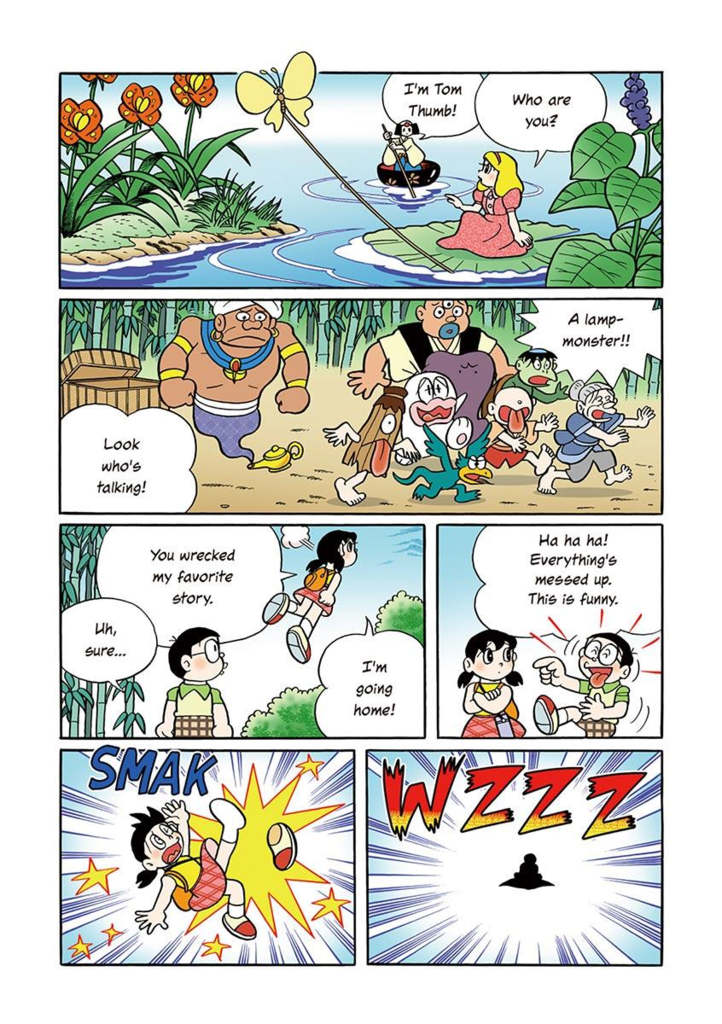 Who are
you?
I'm Tom
Thumb!
A lamp-
monster!!
Look
who's
talking!
Ha ha ha!
Everything's
messed up.
This is funny.
You wrecked
my favorite
story.
I'm
going
home!
Uh,
sure...
WZZZ
SMAK